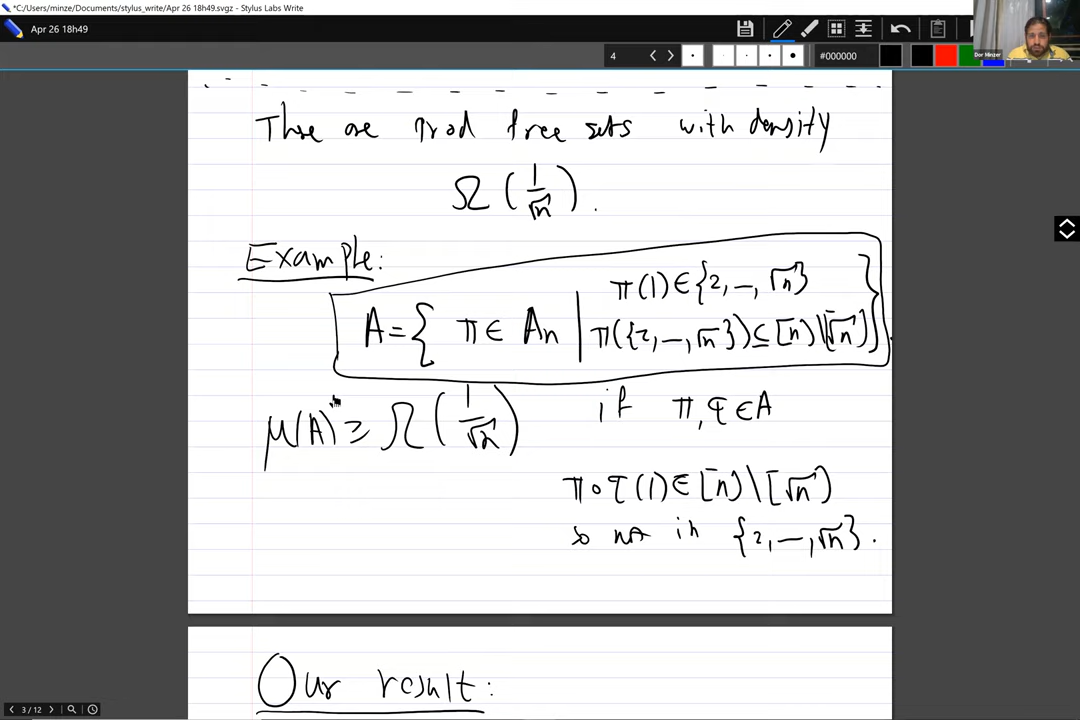 *C:/Users/minze/Documents/stylus_write/Apr 26 18h49.svgz - Stylus Labs Write
Apr 26 18h49
4
#000000
Dor Minzer
There are prod free sets with density
Ω(1/√n).
Example:
A={ π∈ An | π(1)∈{2,–,√n}
π({2,–,√n})⊆[n]\[√n] }
μ(A) ≥ Ω(1/√n)
if π,τ∈A
π∘τ(1)∈[n]\[√n]
so not in {2,–,√n}.
Our result:
3 / 12